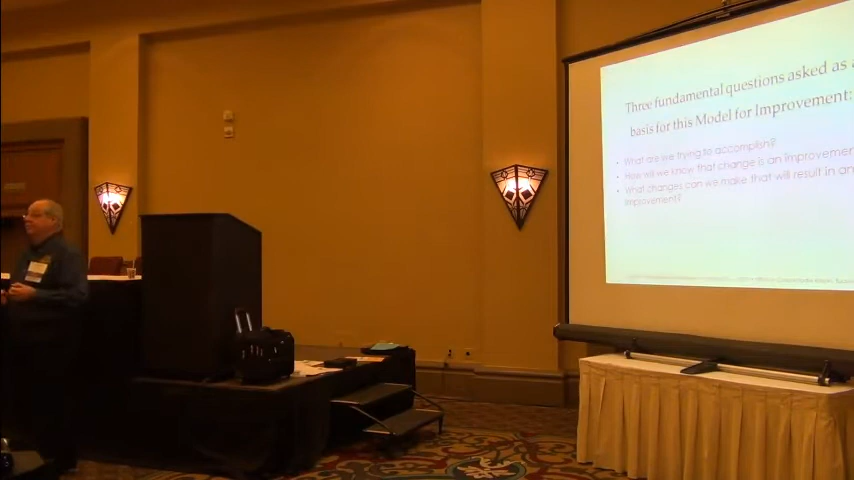 Three fundamental questions asked as a
basis for this Model for Improvement:
• What are we trying to accomplish?
• How will we know that change is an improvement
• What changes can we make that will result in an
improvement?